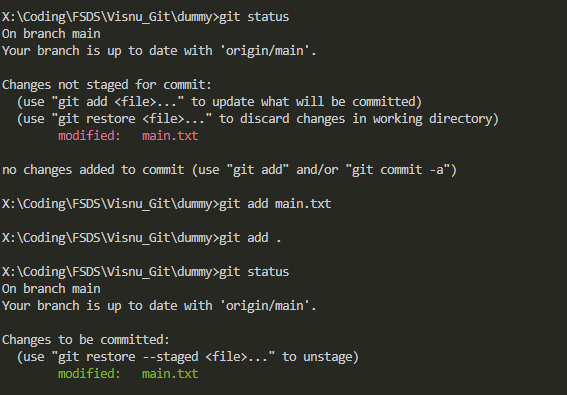 X:\Coding\FSDS\Visnu_Git\dummy>git status
On branch main
Your branch is up to date with 'origin/main'.
Changes not staged for commit:
  (use "git add <file>..." to update what will be committed)
  (use "git restore <file>..." to discard changes in working directory)
        modified:   main.txt
no changes added to commit (use "git add" and/or "git commit -a")
X:\Coding\FSDS\Visnu_Git\dummy>git add main.txt
X:\Coding\FSDS\Visnu_Git\dummy>git add .
X:\Coding\FSDS\Visnu_Git\dummy>git status
On branch main
Your branch is up to date with 'origin/main'.
Changes to be committed:
  (use "git restore --staged <file>..." to unstage)
        modified:   main.txt